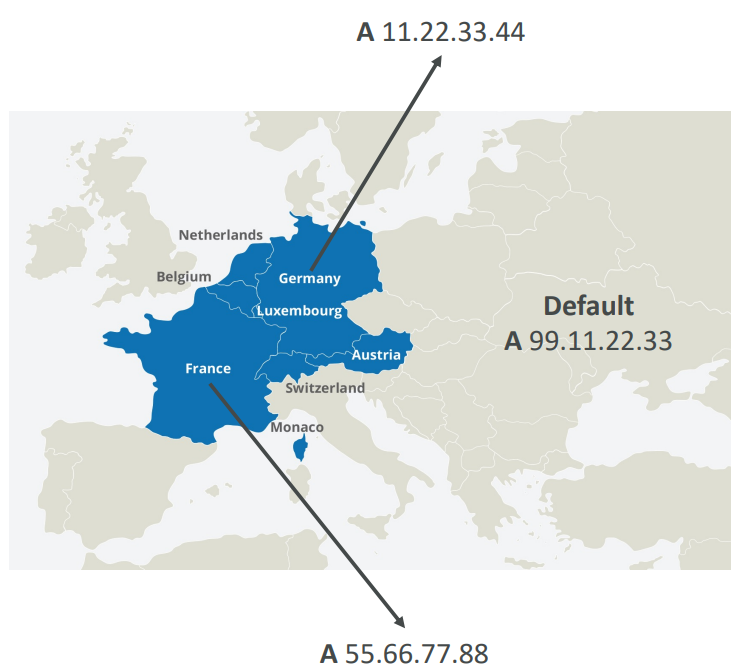 A 11.22.33.44
Netherlands
Belgium
Germany
Luxembourg
Default
A 99.11.22.33
Austria
France
Switzerland
Monaco
A 55.66.77.88